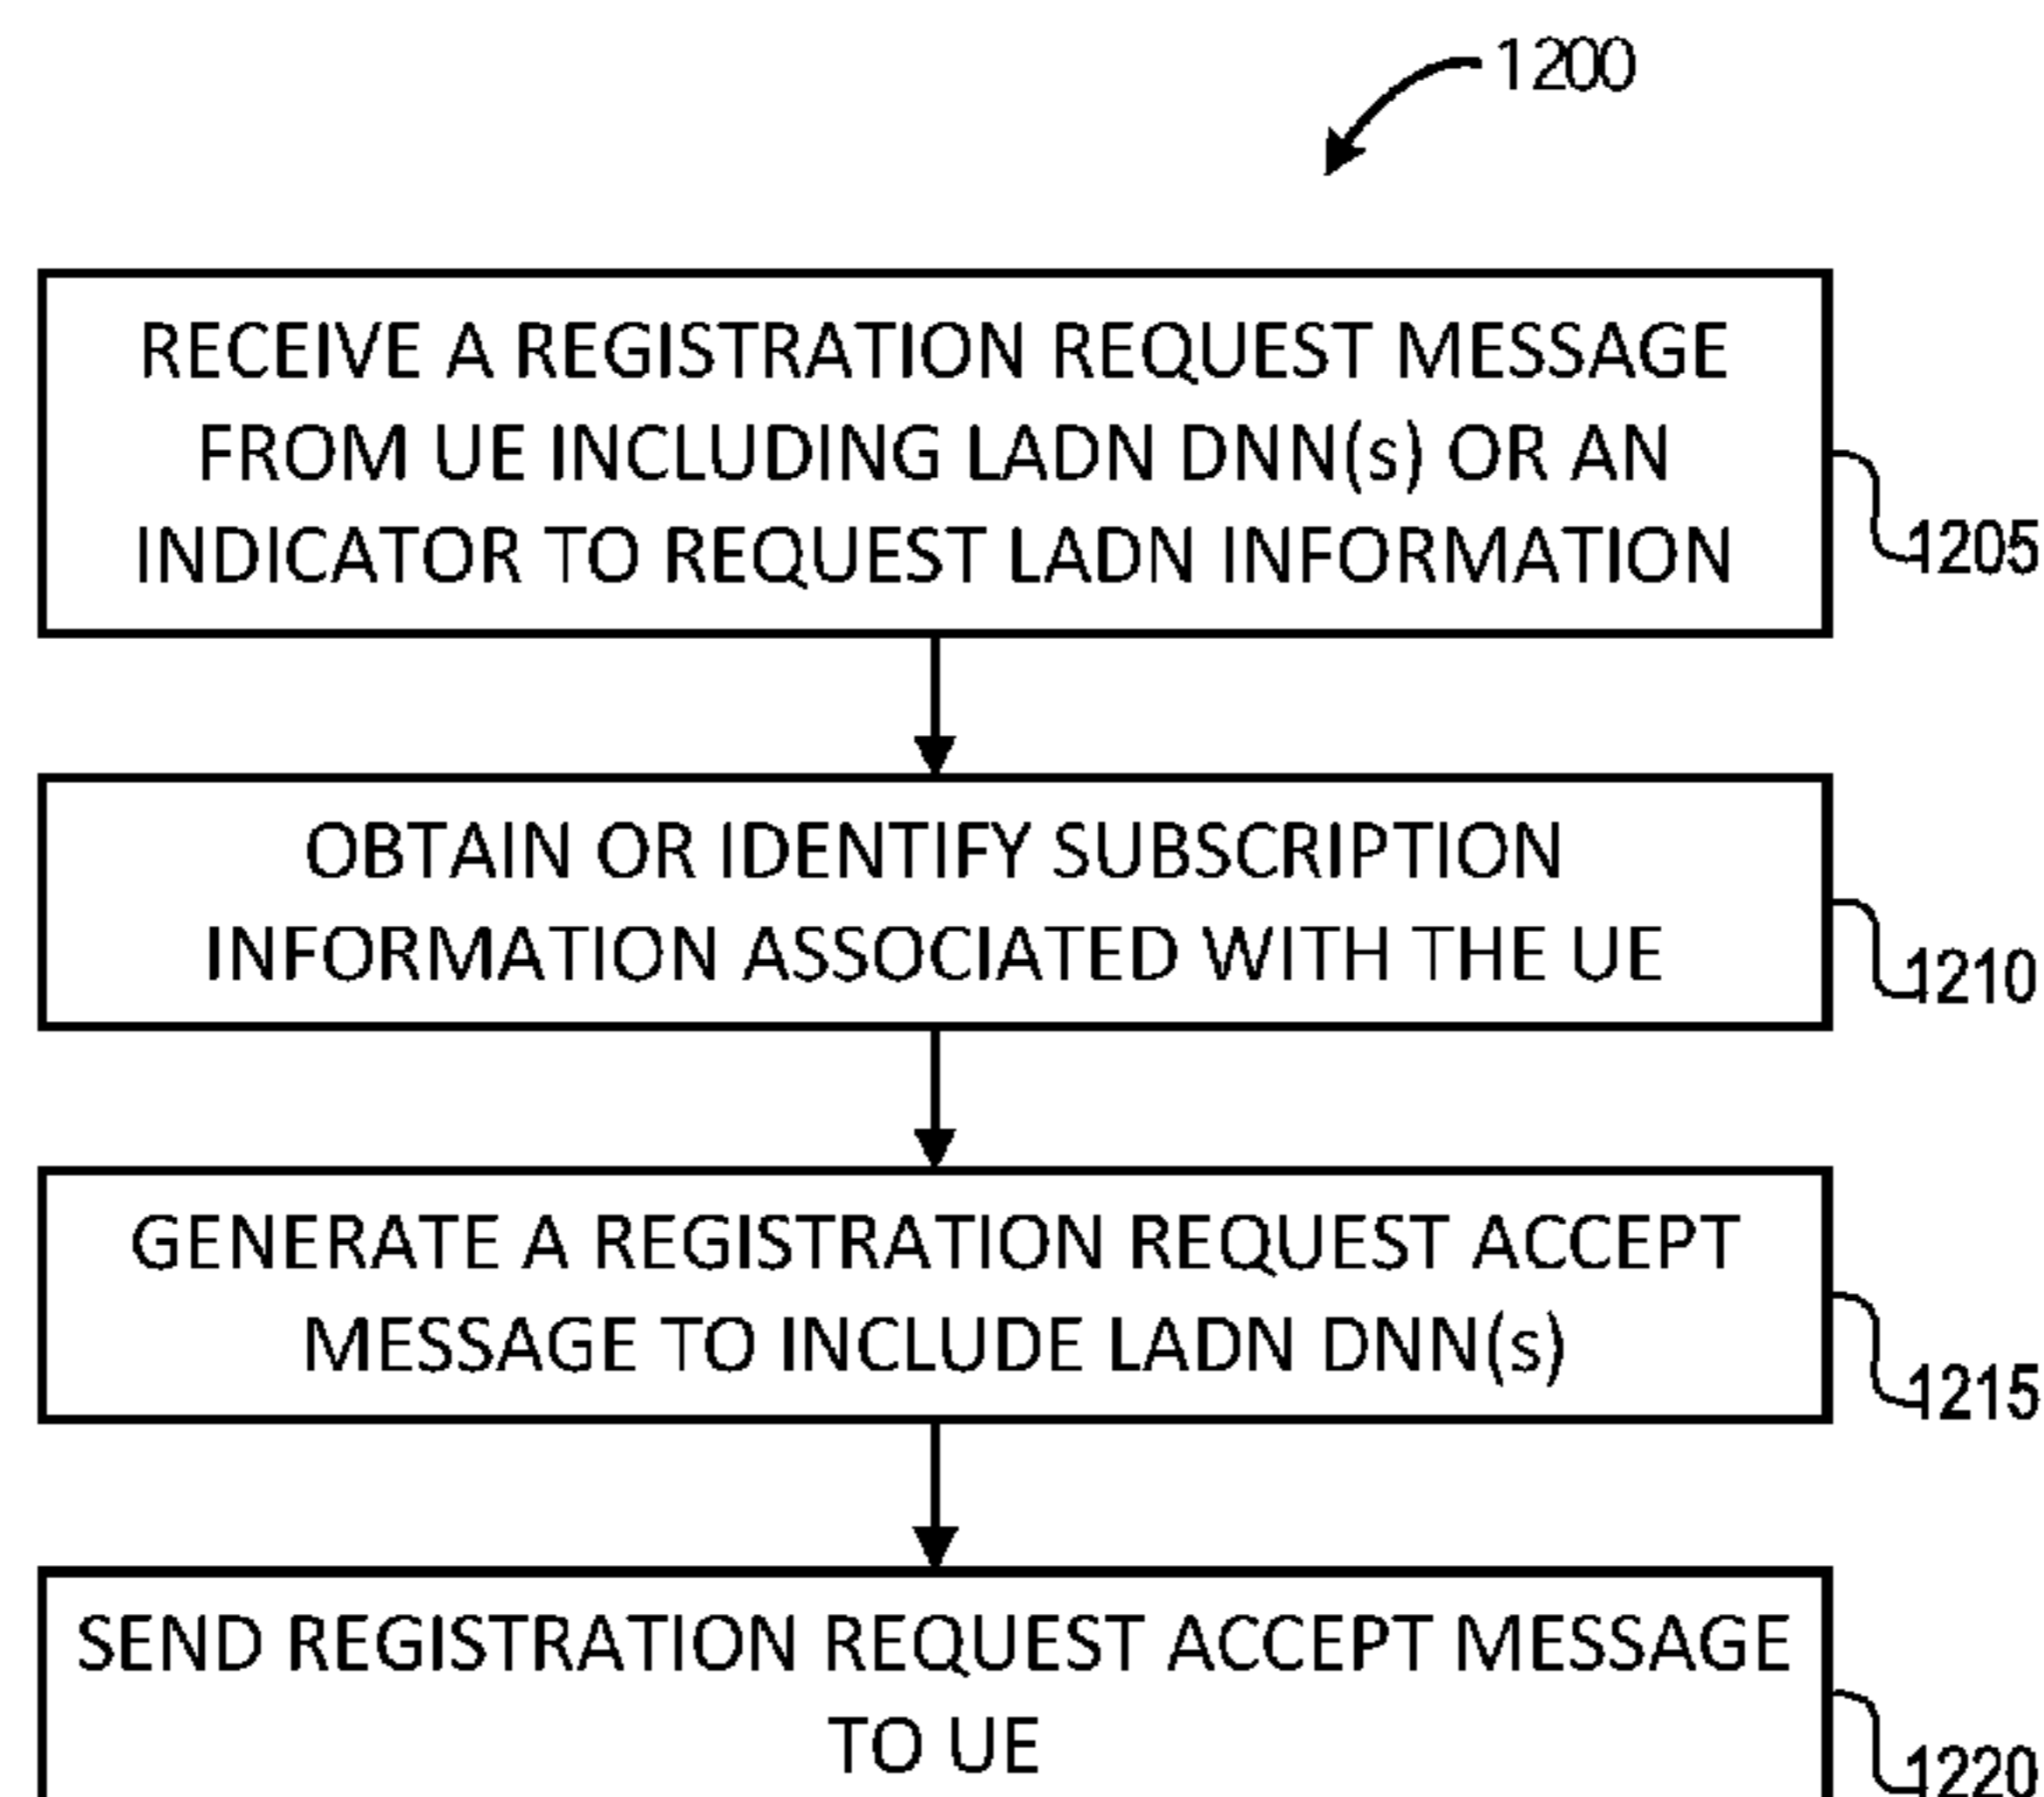 1200
RECEIVE A REGISTRATION REQUEST MESSAGE
FROM UE INCLUDING LADN DNN(s) OR AN
INDICATOR TO REQUEST LADN INFORMATION
1205
OBTAIN OR IDENTIFY SUBSCRIPTION
INFORMATION ASSOCIATED WITH THE UE
1210
GENERATE A REGISTRATION REQUEST ACCEPT
MESSAGE TO INCLUDE LADN DNN(s)
1215
SEND REGISTRATION REQUEST ACCEPT MESSAGE
TO UE
1220